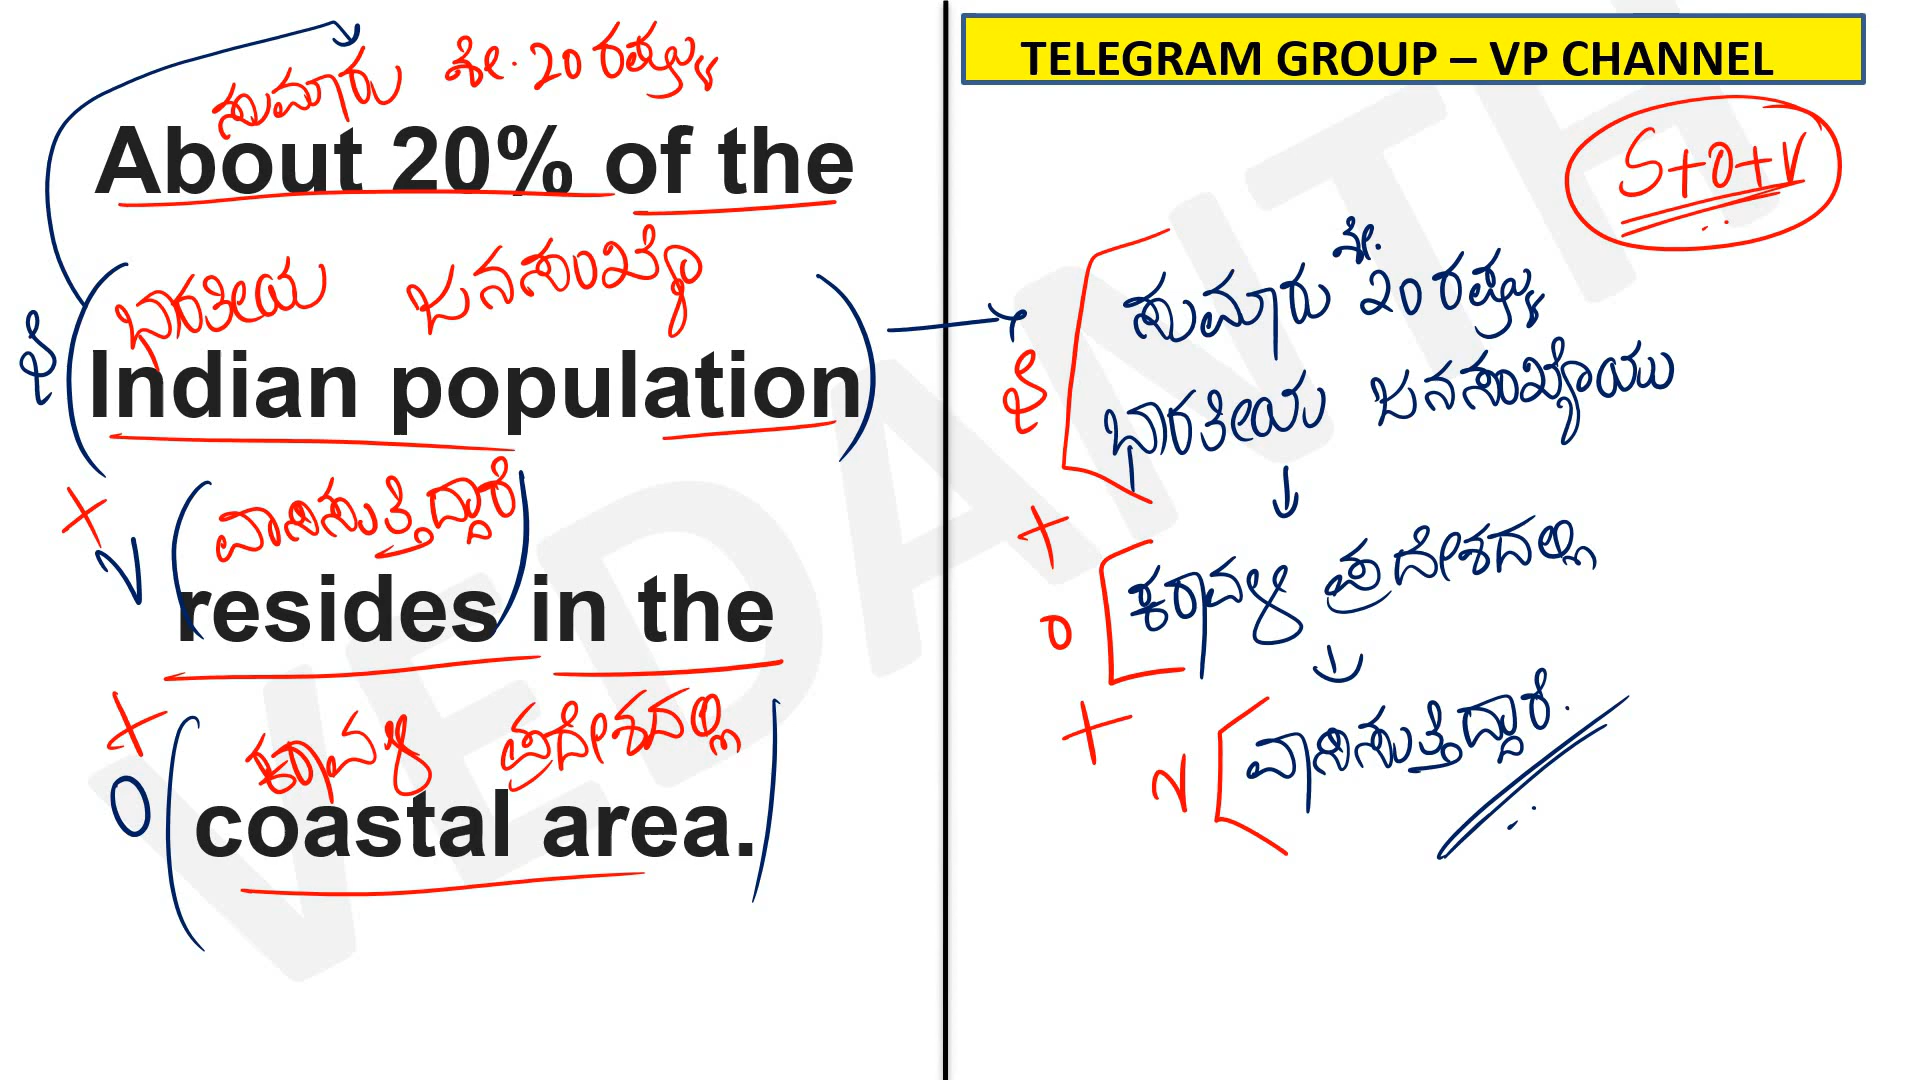 ಸುಮಾರು ಶೇ. 20 ರಷ್ಟು
About 20% of the
ಭಾರತೀಯ ಜನಸಂಖ್ಯೆ
S (Indian population)
+
V (ವಾಸಿಸುತ್ತಿದ್ದಾರೆ)
resides in the
+
ಕರಾವಳಿ ಪ್ರದೇಶದಲ್ಲಿ
O (coastal area.)
TELEGRAM GROUP – VP CHANNEL
S+O+V
ಶೇ.
ಸುಮಾರು 20 ರಷ್ಟು
S
ಭಾರತೀಯ ಜನಸಂಖ್ಯೆಯು
+
ಕರಾವಳಿ ಪ್ರದೇಶದಲ್ಲಿ
O
+
V ವಾಸಿಸುತ್ತಿದ್ದಾರೆ.
VEDANTH